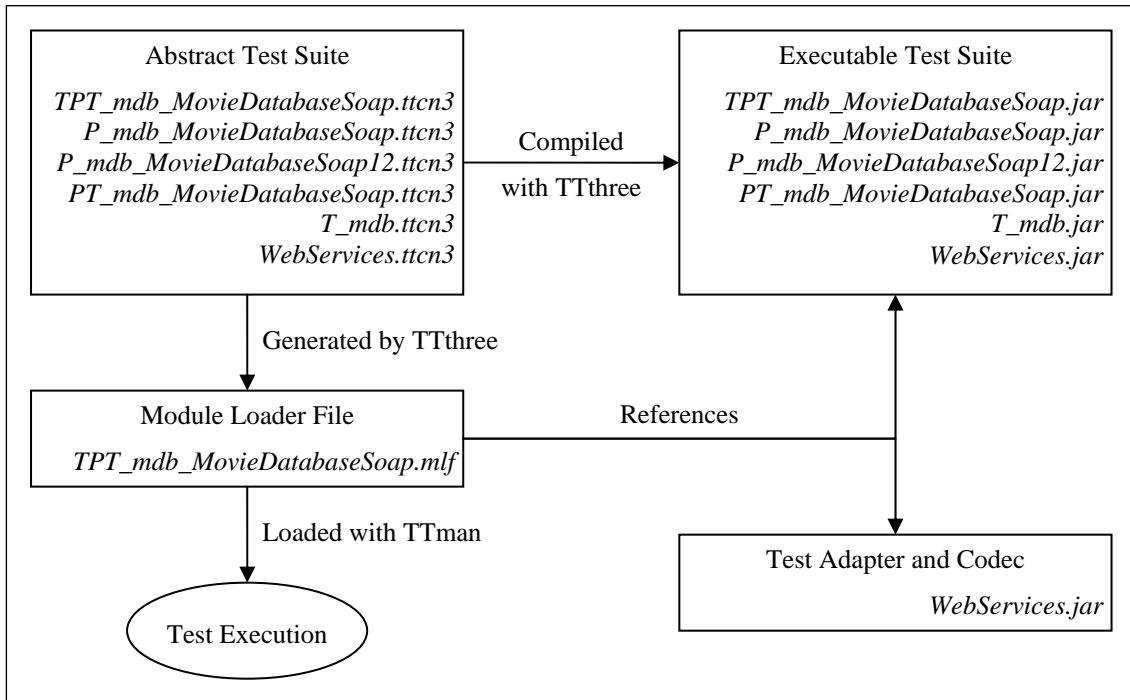 Abstract Test Suite
TPT_mdb_MovieDatabaseSoap.ttcn3
P_mdb_MovieDatabaseSoap.ttcn3
P_mdb_MovieDatabaseSoap12.ttcn3
PT_mdb_MovieDatabaseSoap.ttcn3
T_mdb.ttcn3
WebServices.ttcn3
Compiled
with TTthree
Executable Test Suite
TPT_mdb_MovieDatabaseSoap.jar
P_mdb_MovieDatabaseSoap.jar
P_mdb_MovieDatabaseSoap12.jar
PT_mdb_MovieDatabaseSoap.jar
T_mdb.jar
WebServices.jar
Generated by TTthree
Module Loader File
TPT_mdb_MovieDatabaseSoap.mlf
References
Loaded with TTman
Test Execution
Test Adapter and Codec
WebServices.jar